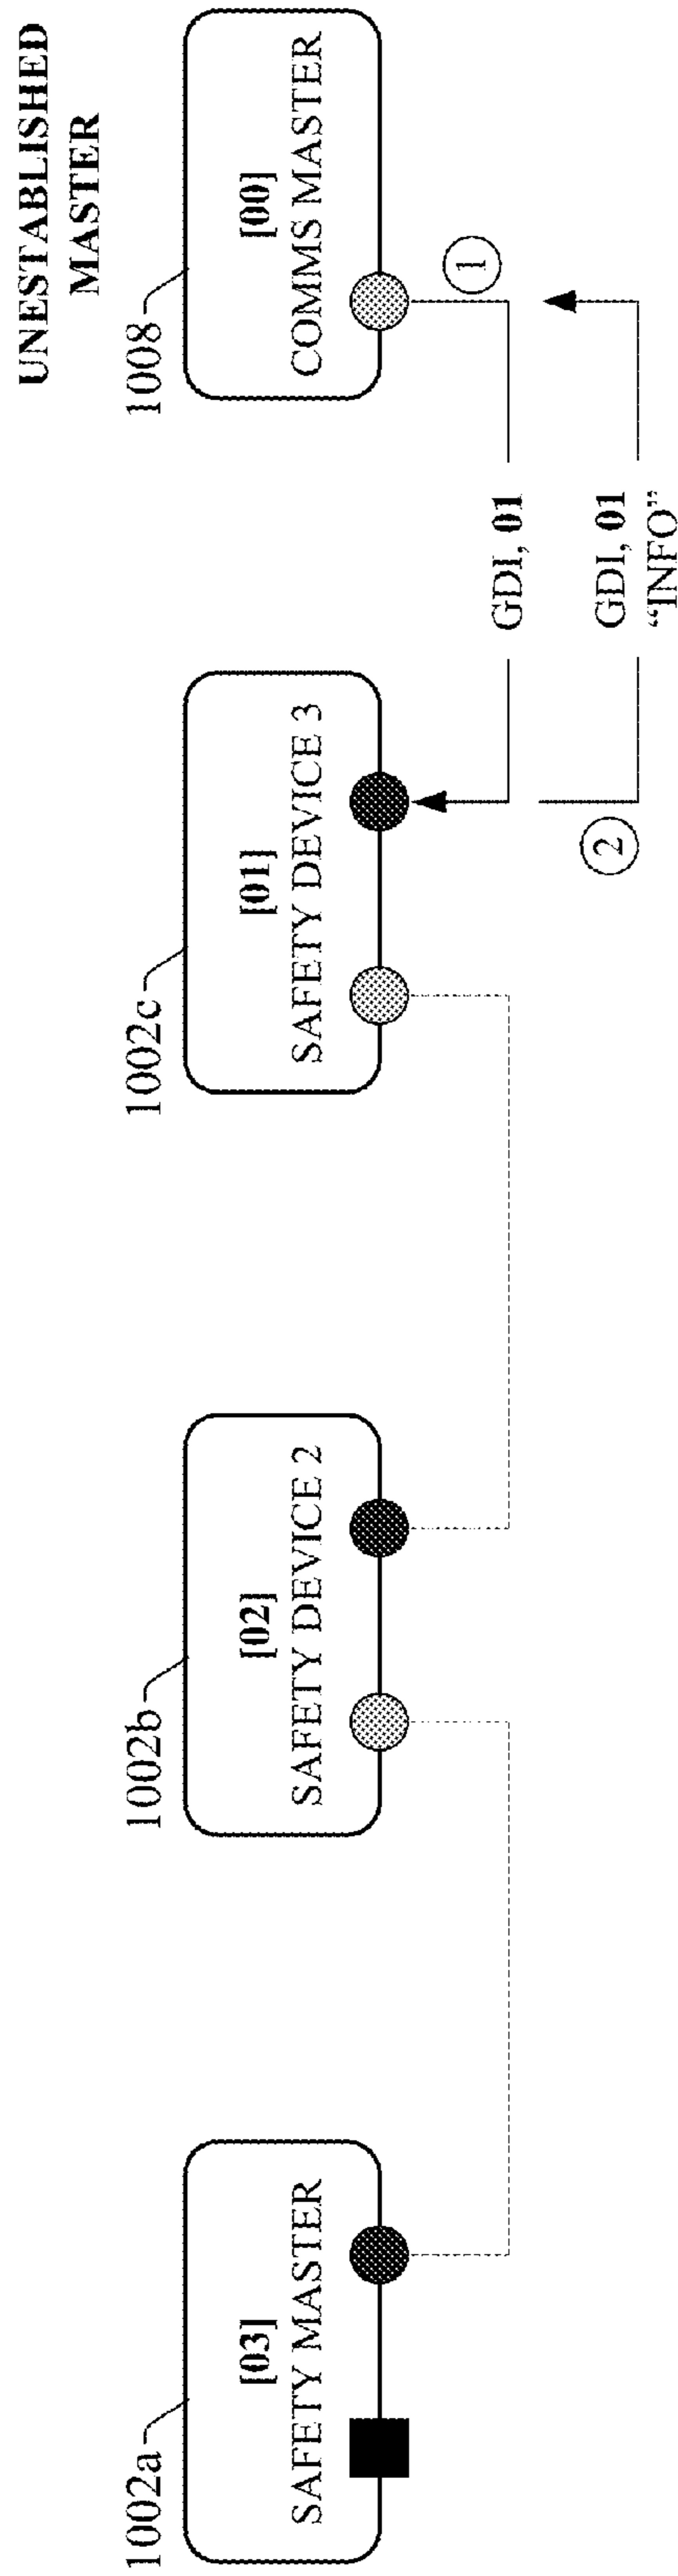 UNESTABLISHED
MASTER
1002a
[03]
SAFETY MASTER
1002b
[02]
SAFETY DEVICE 2
1002c
[01]
SAFETY DEVICE 3
1008
[00]
COMMS MASTER
1
GDI, 01
2
GDI, 01
“INFO”